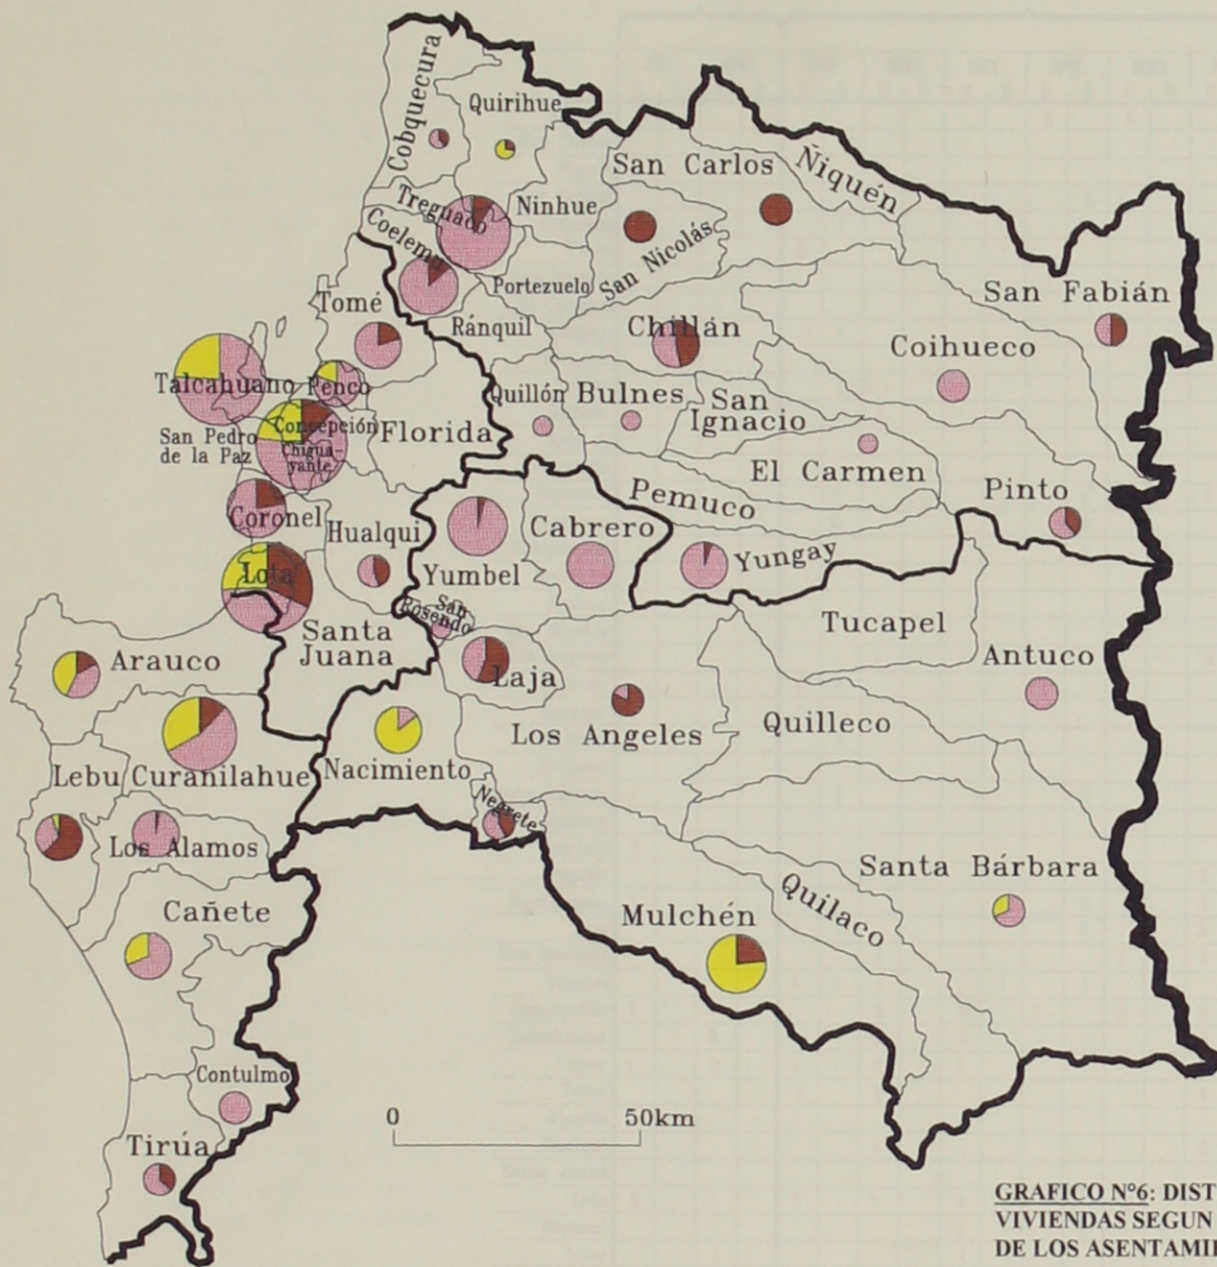 Cobquecura
Quirihue
San Carlos
Ñiquén
Treguaco
Ninhue
Coelemu
San Nicolás
Portezuelo
San Fabián
Tomé
Ránquil
Chillán
Coihueco
Talcahuano
Penco
Quillón
Bulnes
San
Ignacio
Concepción
San Pedro
de la Paz
Chigua-
yante
Florida
El Carmen
Pemuco
Pinto
Coronel
Hualqui
Cabrero
Yungay
Lota
Yumbel
San
Rosendo
Tucapel
Santa
Juana
Arauco
Laja
Antuco
Los Angeles
Quilleco
Lebu
Curanilahue
Nacimiento
Negrete
Los Alamos
Santa Bárbara
Cañete
Mulchén
Quilaco
Contulmo
0 50km
Tirúa
GRAFICO N°6: DIST
VIVIENDAS SEGUN
DE LOS ASENTAMI